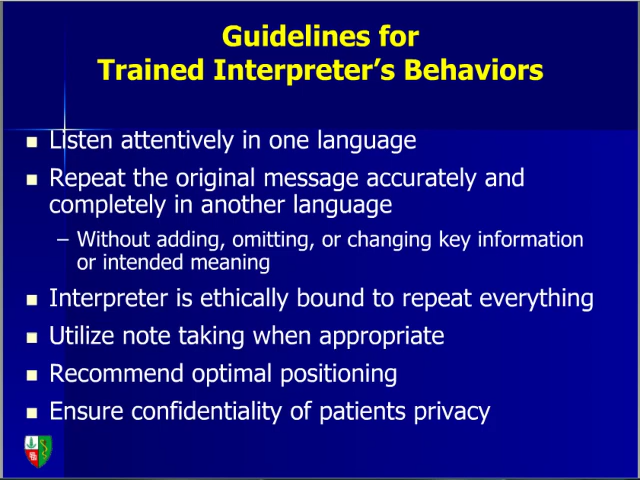 Guidelines for
Trained Interpreter's Behaviors
Listen attentively in one language
Repeat the original message accurately and
completely in another language
– Without adding, omitting, or changing key information
or intended meaning
Interpreter is ethically bound to repeat everything
Utilize note taking when appropriate
Recommend optimal positioning
Ensure confidentiality of patients privacy